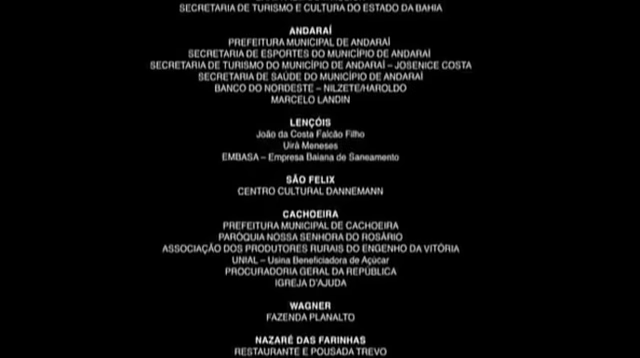 SECRETARIA DE TURISMO E CULTURA DO ESTADO DA BAHIA
ANDARAÍ
PREFEITURA MUNICIPAL DE ANDARAÍ
SECRETARIA DE ESPORTES DO MUNICÍPIO DE ANDARAÍ
SECRETARIA DE TURISMO DO MUNICÍPIO DE ANDARAÍ – JOSENICE COSTA
SECRETARIA DE SAÚDE DO MUNICÍPIO DE ANDARAÍ
BANCO DO NORDESTE – NILZETE/HAROLDO
MARCELO LANDIN
LENÇÓIS
João da Costa Falcão Filho
Uirá Meneses
EMBASA – Empresa Baiana de Saneamento
SÃO FELIX
CENTRO CULTURAL DANNEMANN
CACHOEIRA
PREFEITURA MUNICIPAL DE CACHOEIRA
PARÓQUIA NOSSA SENHORA DO ROSÁRIO
ASSOCIAÇÃO DOS PRODUTORES RURAIS DO ENGENHO DA VITÓRIA
UNIAL – Usina Beneficiadora de Açúcar
PROCURADORIA GERAL DA REPÚBLICA
IGREJA D'AJUDA
WAGNER
FAZENDA PLANALTO
NAZARÉ DAS FARINHAS
RESTAURANTE E POUSADA TREVO